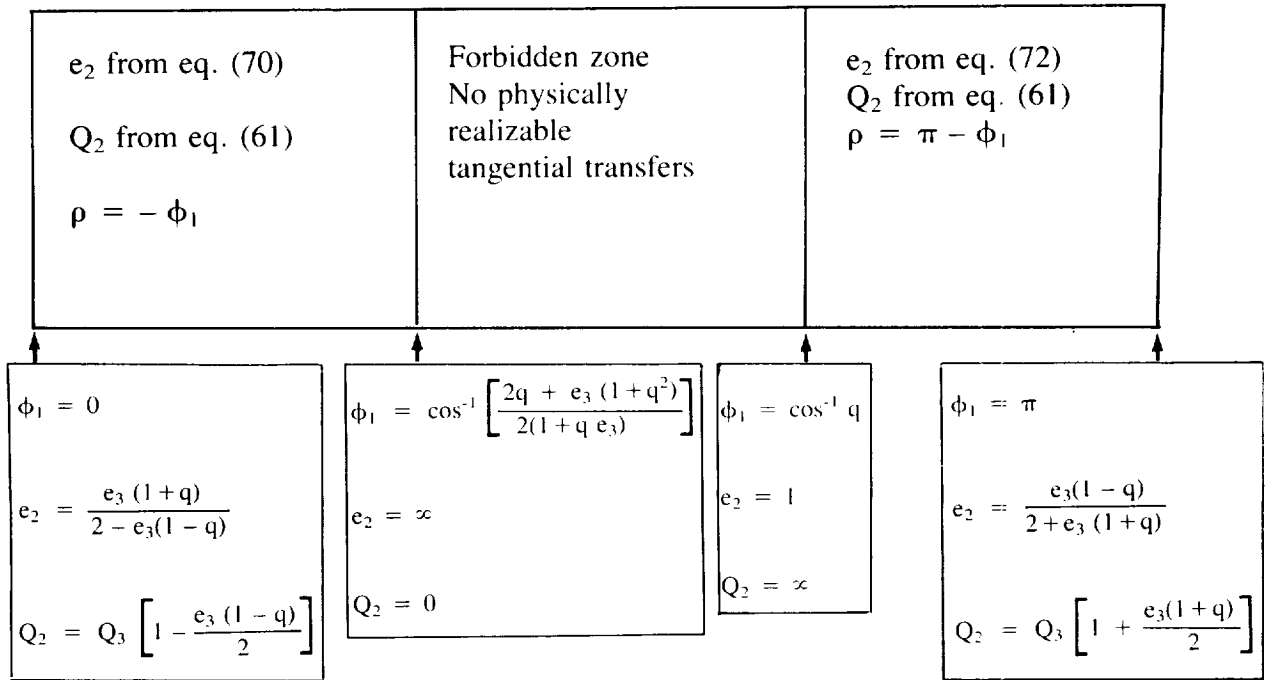 e₂ from eq. (70)
Q₂ from eq. (61)
ρ = − ϕ₁
Forbidden zone
No physically
realizable
tangential transfers
e₂ from eq. (72)
Q₂ from eq. (61)
ρ = π − ϕ₁
ϕ₁ = 0
e₂ = e₃ (1 + q) / 2 − e₃(1 − q)
Q₂ = Q₃ [1 − e₃ (1 − q) / 2]
ϕ₁ = cos⁻¹ [2q + e₃ (1 + q²) / 2(1 + q e₃)]
e₂ = ∞
Q₂ = 0
ϕ₁ = cos⁻¹ q
e₂ = 1
Q₂ = ∞
ϕ₁ = π
e₂ = e₃(1 − q) / 2 + e₃ (1 + q)
Q₂ = Q₃ [1 + e₃(1 + q) / 2]